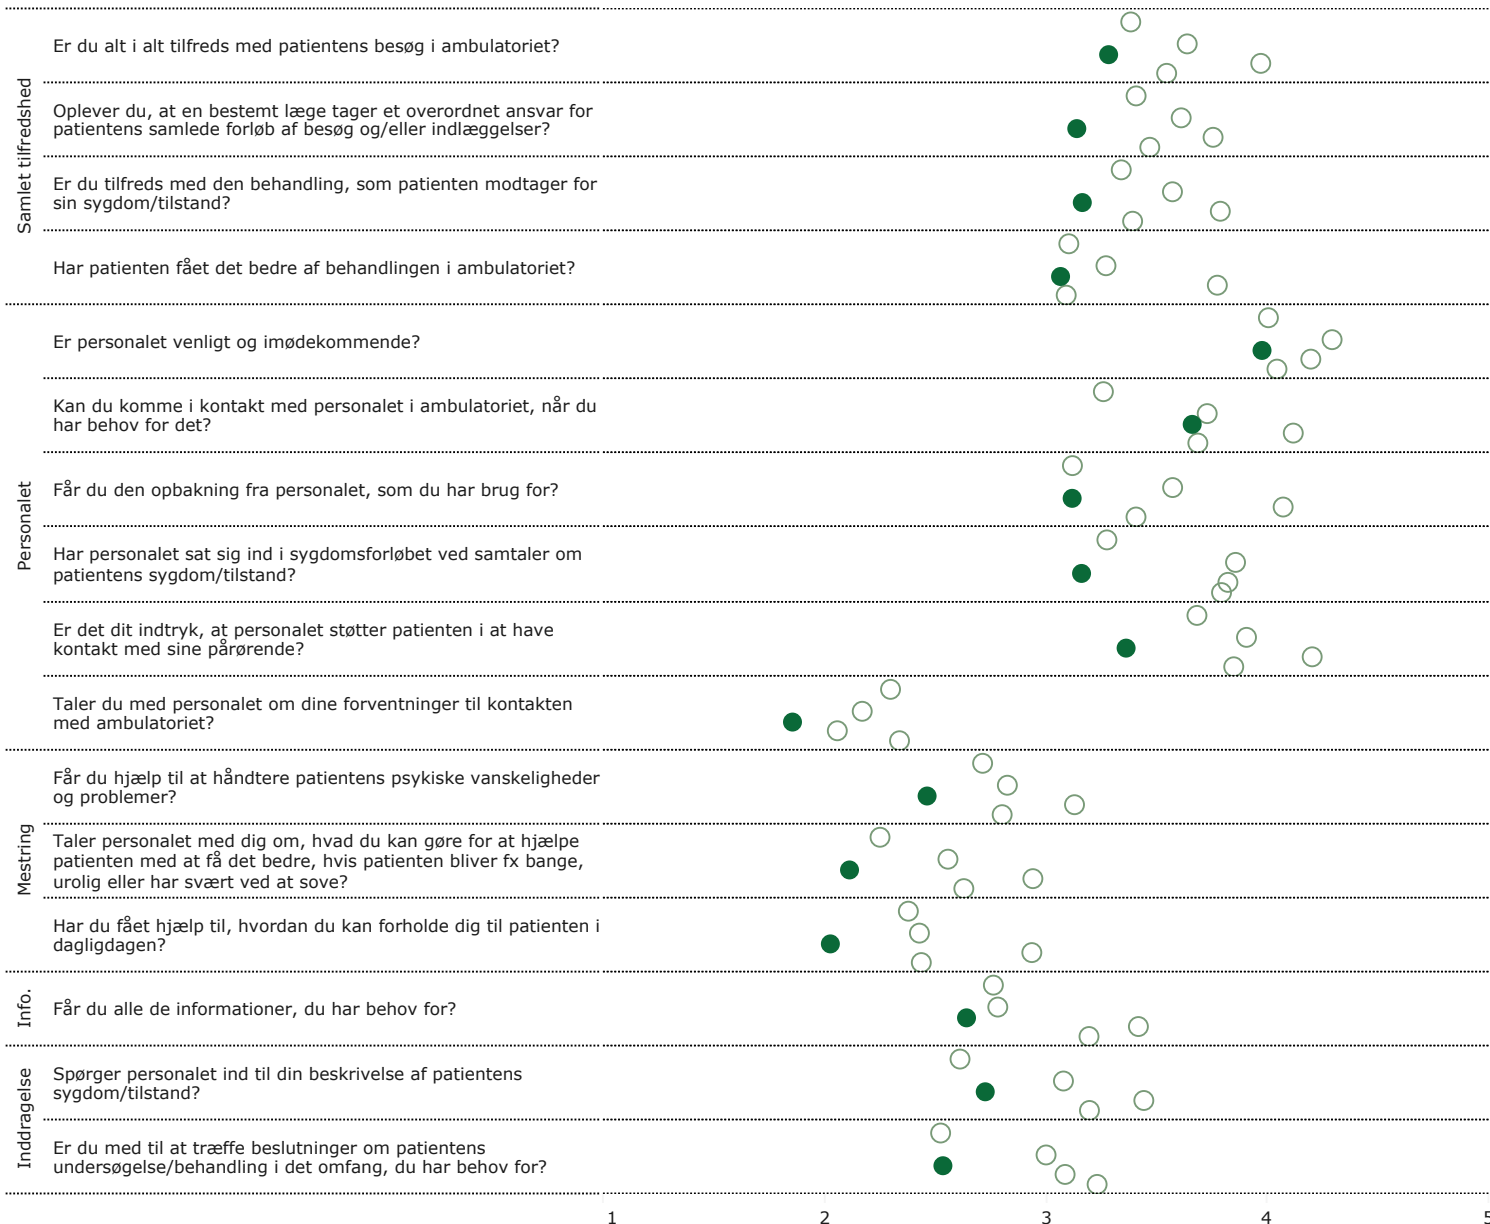 Samlet tilfredshed
Er du alt i alt tilfreds med patientens besøg i ambulatoriet?
Oplever du, at en bestemt læge tager et overordnet ansvar for
patientens samlede forløb af besøg og/eller indlæggelser?
Er du tilfreds med den behandling, som patienten modtager for
sin sygdom/tilstand?
Har patienten fået det bedre af behandlingen i ambulatoriet?
Personalet
Er personalet venligt og imødekommende?
Kan du komme i kontakt med personalet i ambulatoriet, når du
har behov for det?
Får du den opbakning fra personalet, som du har brug for?
Har personalet sat sig ind i sygdomsforløbet ved samtaler om
patientens sygdom/tilstand?
Er det dit indtryk, at personalet støtter patienten i at have
kontakt med sine pårørende?
Taler du med personalet om dine forventninger til kontakten
med ambulatoriet?
Mestring
Får du hjælp til at håndtere patientens psykiske vanskeligheder
og problemer?
Taler personalet med dig om, hvad du kan gøre for at hjælpe
patienten med at få det bedre, hvis patienten bliver fx bange,
urolig eller har svært ved at sove?
Har du fået hjælp til, hvordan du kan forholde dig til patienten i
dagligdagen?
Info.
Får du alle de informationer, du har behov for?
Inddragelse
Spørger personalet ind til din beskrivelse af patientens
sygdom/tilstand?
Er du med til at træffe beslutninger om patientens
undersøgelse/behandling i det omfang, du har behov for?
1 2 3 4 5